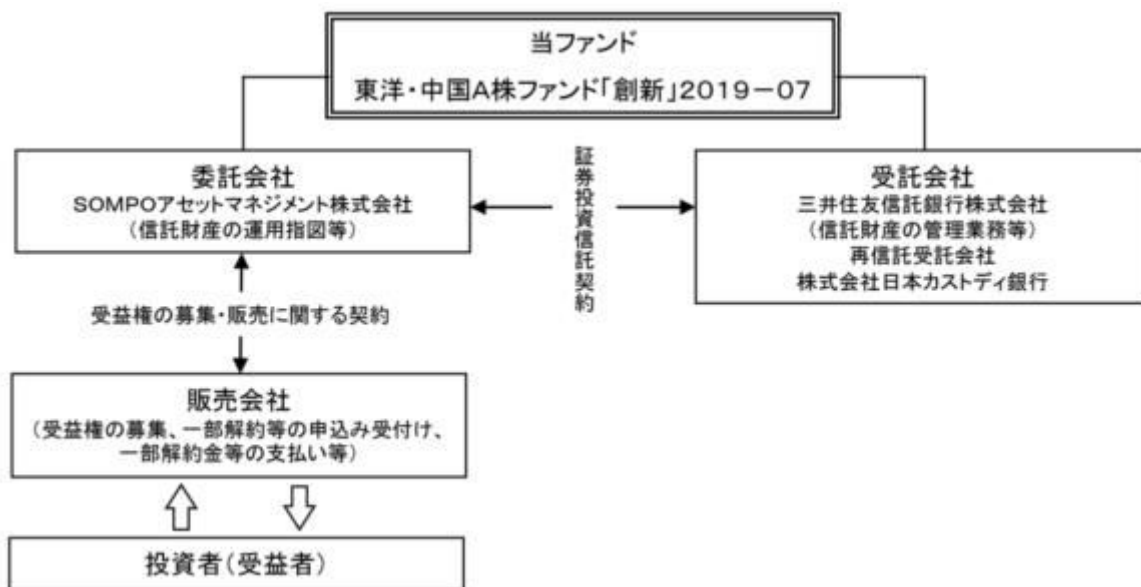 当ファンド
東洋・中国A株ファンド「創新」2019－07
委託会社
SOMPOアセットマネジメント株式会社
(信託財産の運用指図等)
証券投資信託契約
受託会社
三井住友信託銀行株式会社
(信託財産の管理業務等)
再信託受託会社
株式会社日本カストディ銀行
受益権の募集・販売に関する契約
販売会社
(受益権の募集、一部解約等の申込み受付け、
一部解約金等の支払い等)
投資者(受益者)